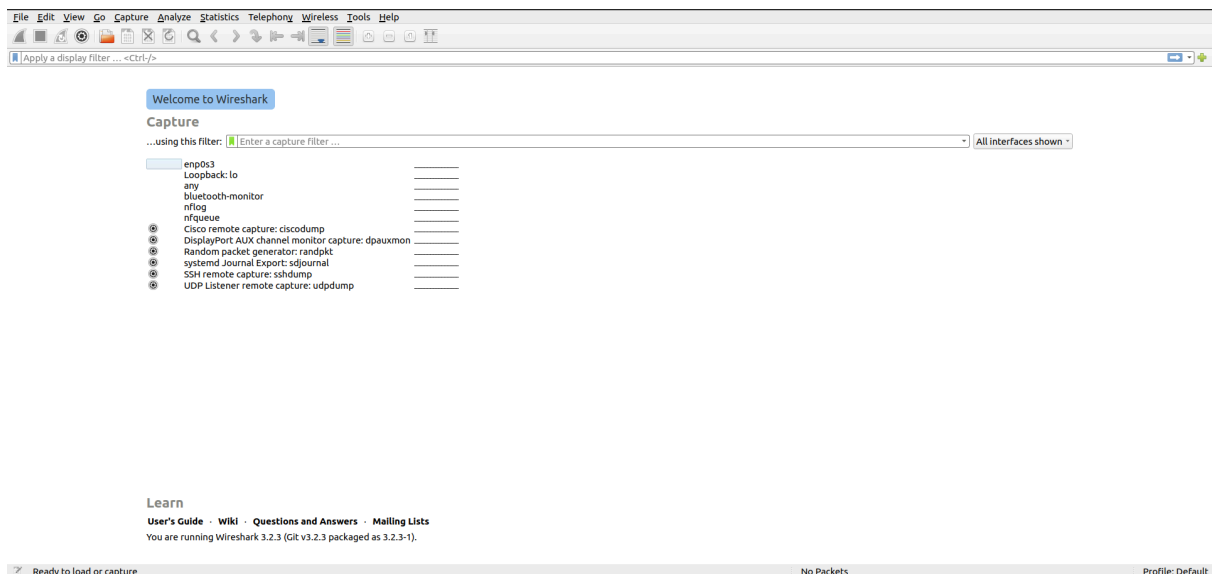 File Edit View Go Capture Analyze Statistics Telephony Wireless Tools Help
Apply a display filter … <Ctrl-/>
Welcome to Wireshark
Capture
…using this filter: Enter a capture filter … All interfaces shown
enp0s3
Loopback: lo
any
bluetooth-monitor
nflog
nfqueue
Cisco remote capture: ciscodump
DisplayPort AUX channel monitor capture: dpauxmon
Random packet generator: randpkt
systemd Journal Export: sdjournal
SSH remote capture: sshdump
UDP Listener remote capture: udpdump
Learn
User's Guide · Wiki · Questions and Answers · Mailing Lists
You are running Wireshark 3.2.3 (Git v3.2.3 packaged as 3.2.3-1).
Ready to load or capture No Packets Profile: Default